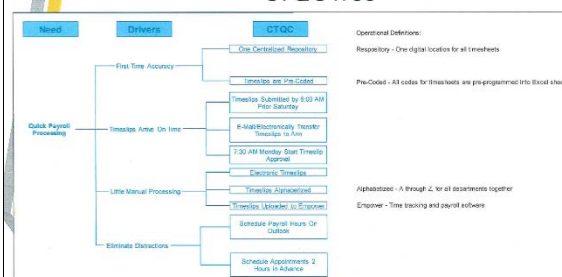 Need
Drivers
CTQC
Operational Definitions:
One Centralized Repository
Respository - One digital location for all timesheets
First Time Accuracy
Timeslips are Pre-Coded
Pre-Coded - All codes for timesheets are pre-programmed into Excel
Timeslips Submitted by 6:00 AM
Prior Saturday
Quick Payroll
Processing
Timeslips Arrive On Time
E-Mail/Electronically Transfer
Timeslips to Ann
7:30 AM Monday Start Timeslip
Approval
Electronic Timeslips
Little Manual Processing
Timeslips Alphabetized
Alphabetized - A through Z, for all departments together
Timeslips Uploaded to Empower
Empower - Time tracking and payroll software
Schedule Payroll Hours On
Outlook
Eliminate Distractions
Schedule Appointments 2
Hours In Advance